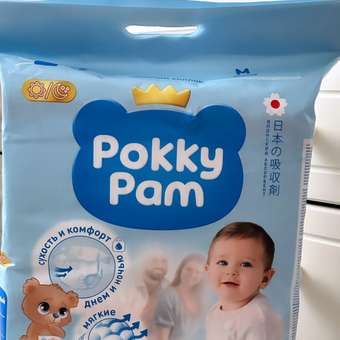 Pokky
Pam
日本の吸収剤
сухость и комфорт
днем и ночью
мягкие